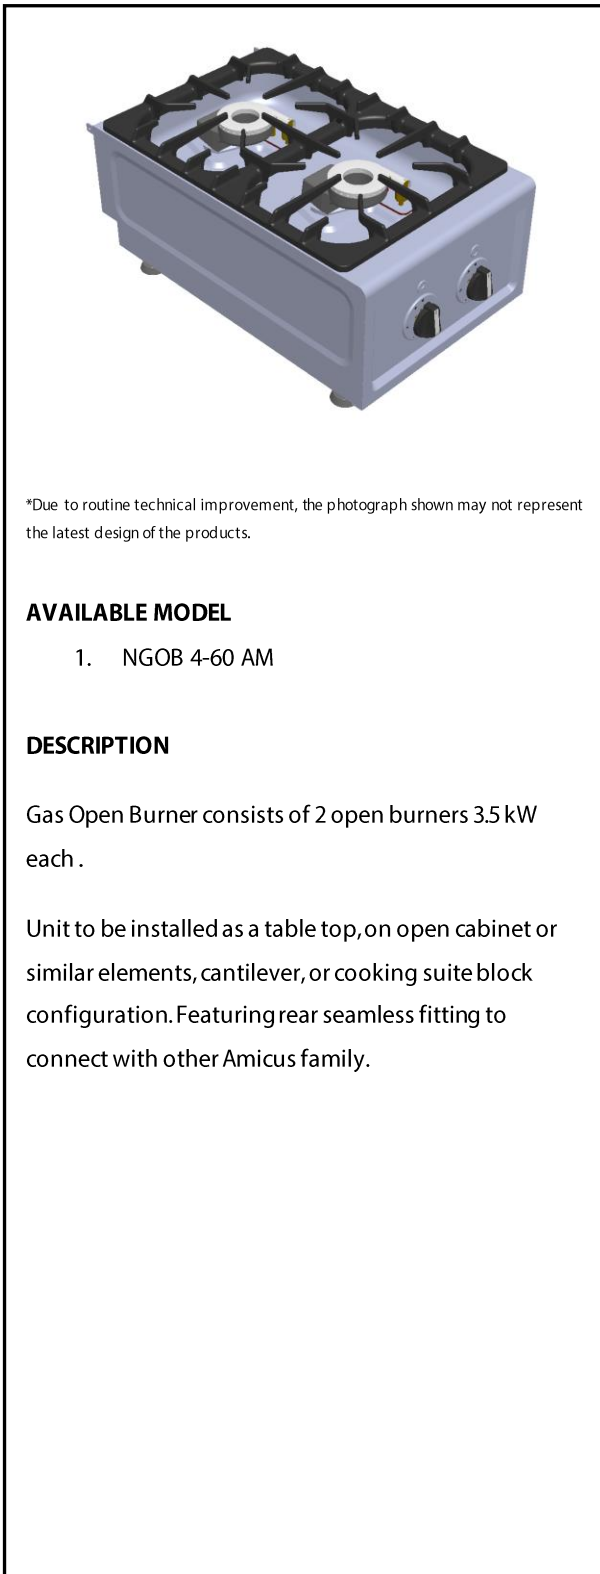 *Due to routine technical improvement, the photograph shown may not represent
the latest design of the products.
AVAILABLE MODEL
1. NGOB 4-60 AM
DESCRIPTION
Gas Open Burner consists of 2 open burners 3.5 kW
each .
Unit to be installed as a table top, on open cabinet or
similar elements, cantilever, or cooking suite block
configuration. Featuring rear seamless fitting to
connect with other Amicus family.